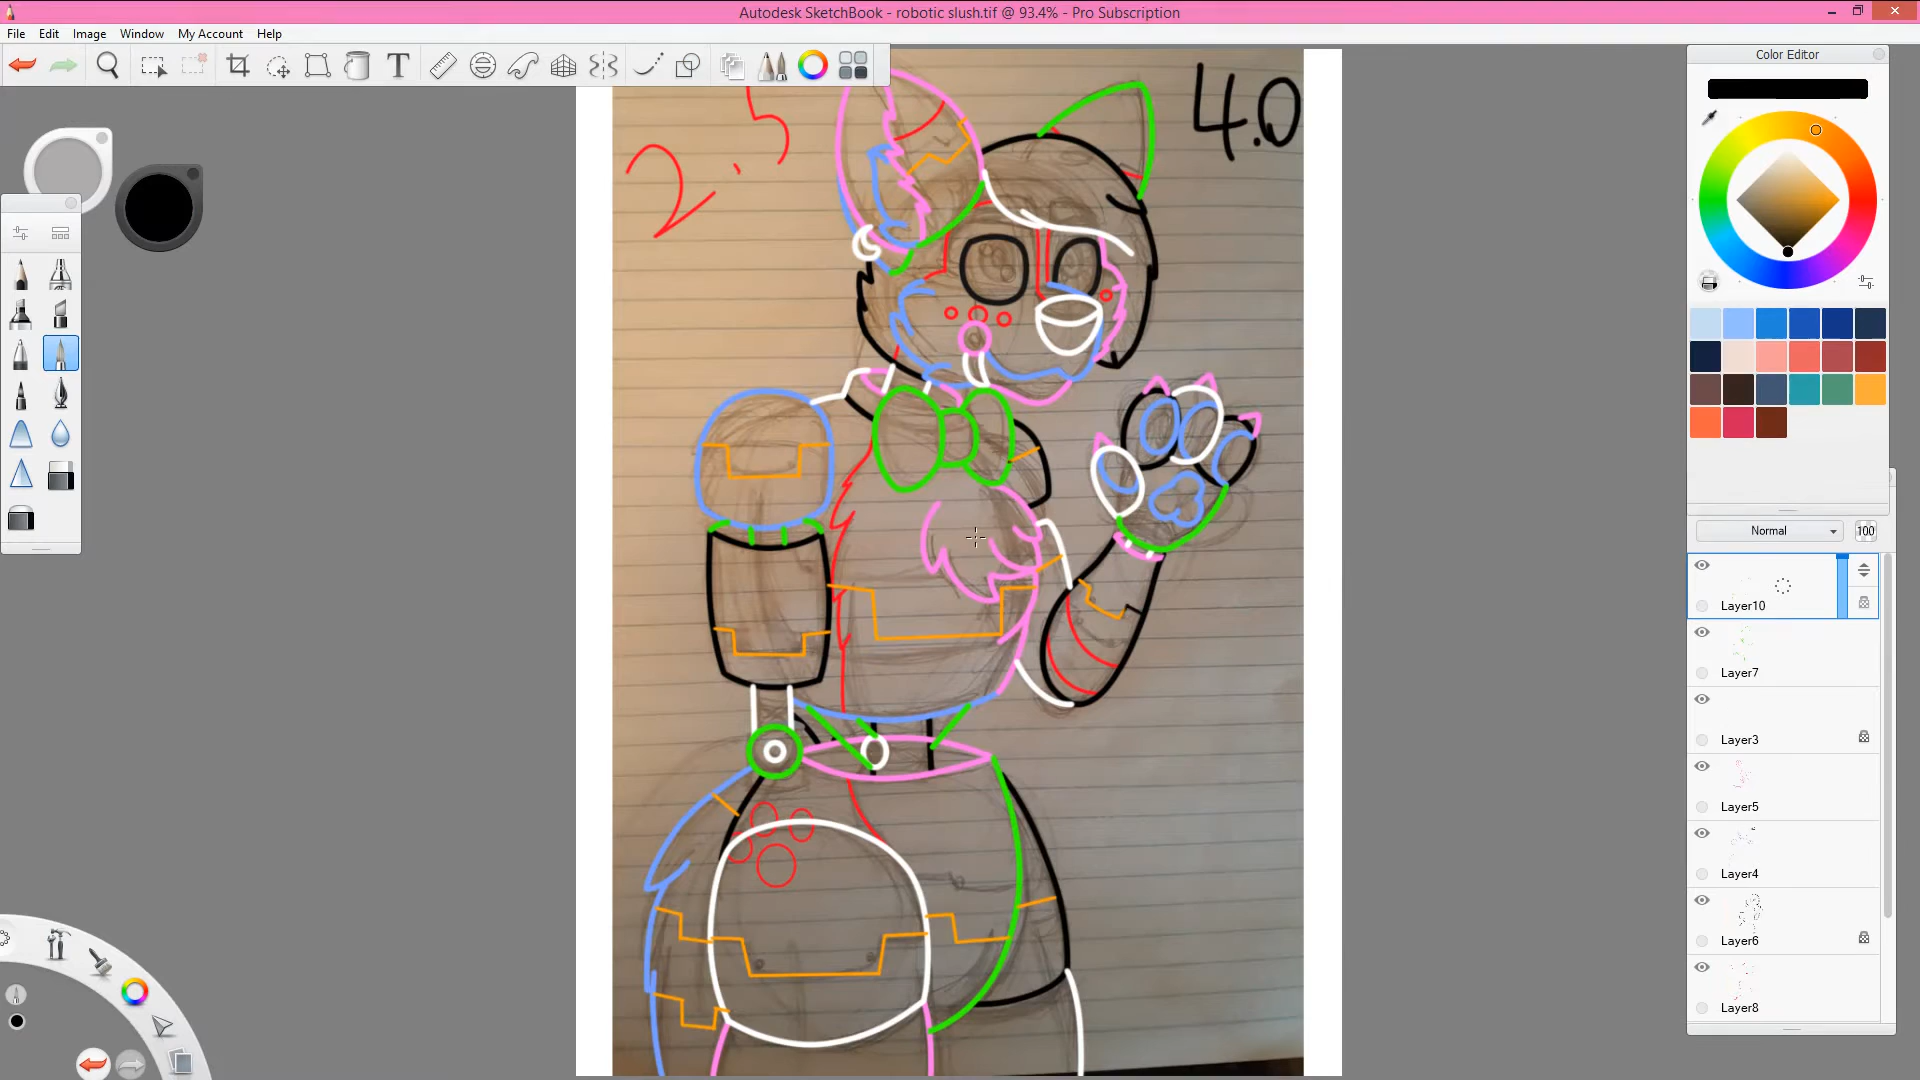 Autodesk SketchBook - robotic slush.tif @ 93.4% - Pro Subscription
File Edit Image Window My Account Help
T
Color Editor
2.5
4.0
Normal 100
Layer10
Layer7
Layer3
Layer5
Layer4
Layer6
Layer8